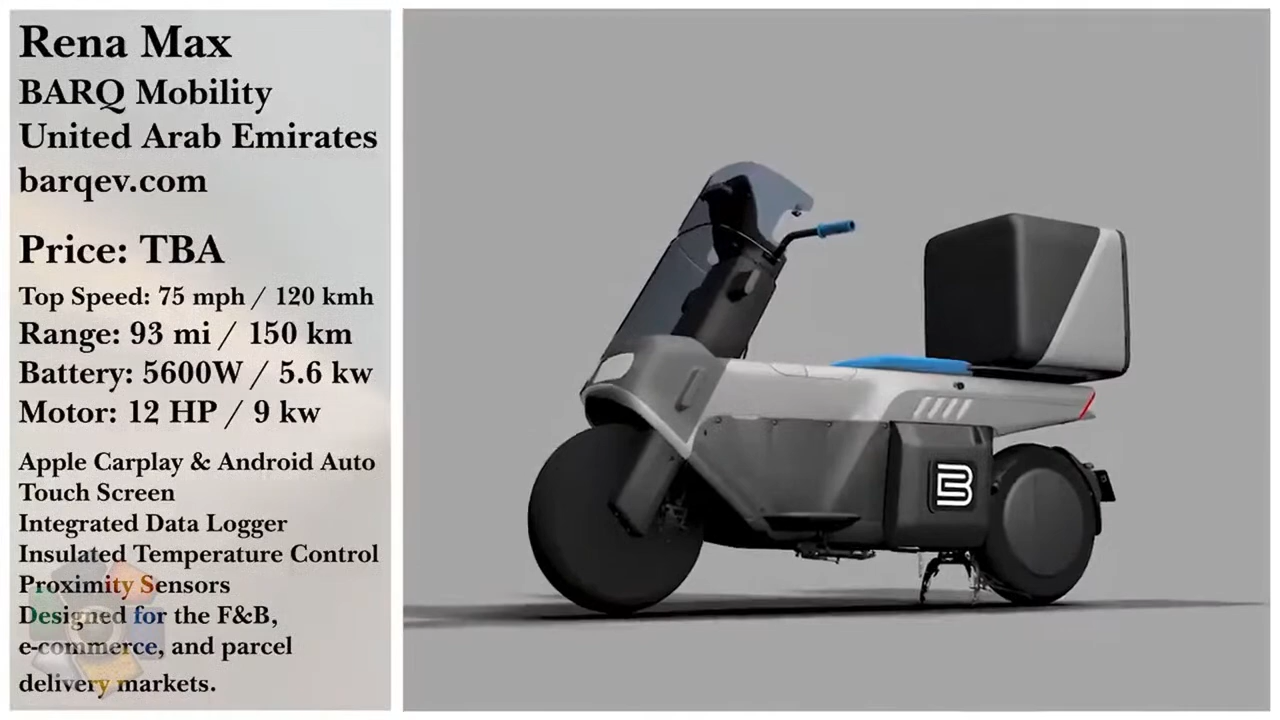 Rena Max
BARQ Mobility
United Arab Emirates
barqev.com
Price: TBA
Top Speed: 75 mph / 120 kmh
Range: 93 mi / 150 km
Battery: 5600W / 5.6 kw
Motor: 12 HP / 9 kw
Apple Carplay & Android Auto
Touch Screen
Integrated Data Logger
Insulated Temperature Control
Proximity Sensors
Designed for the F&B,
e-commerce, and parcel
delivery markets.
B